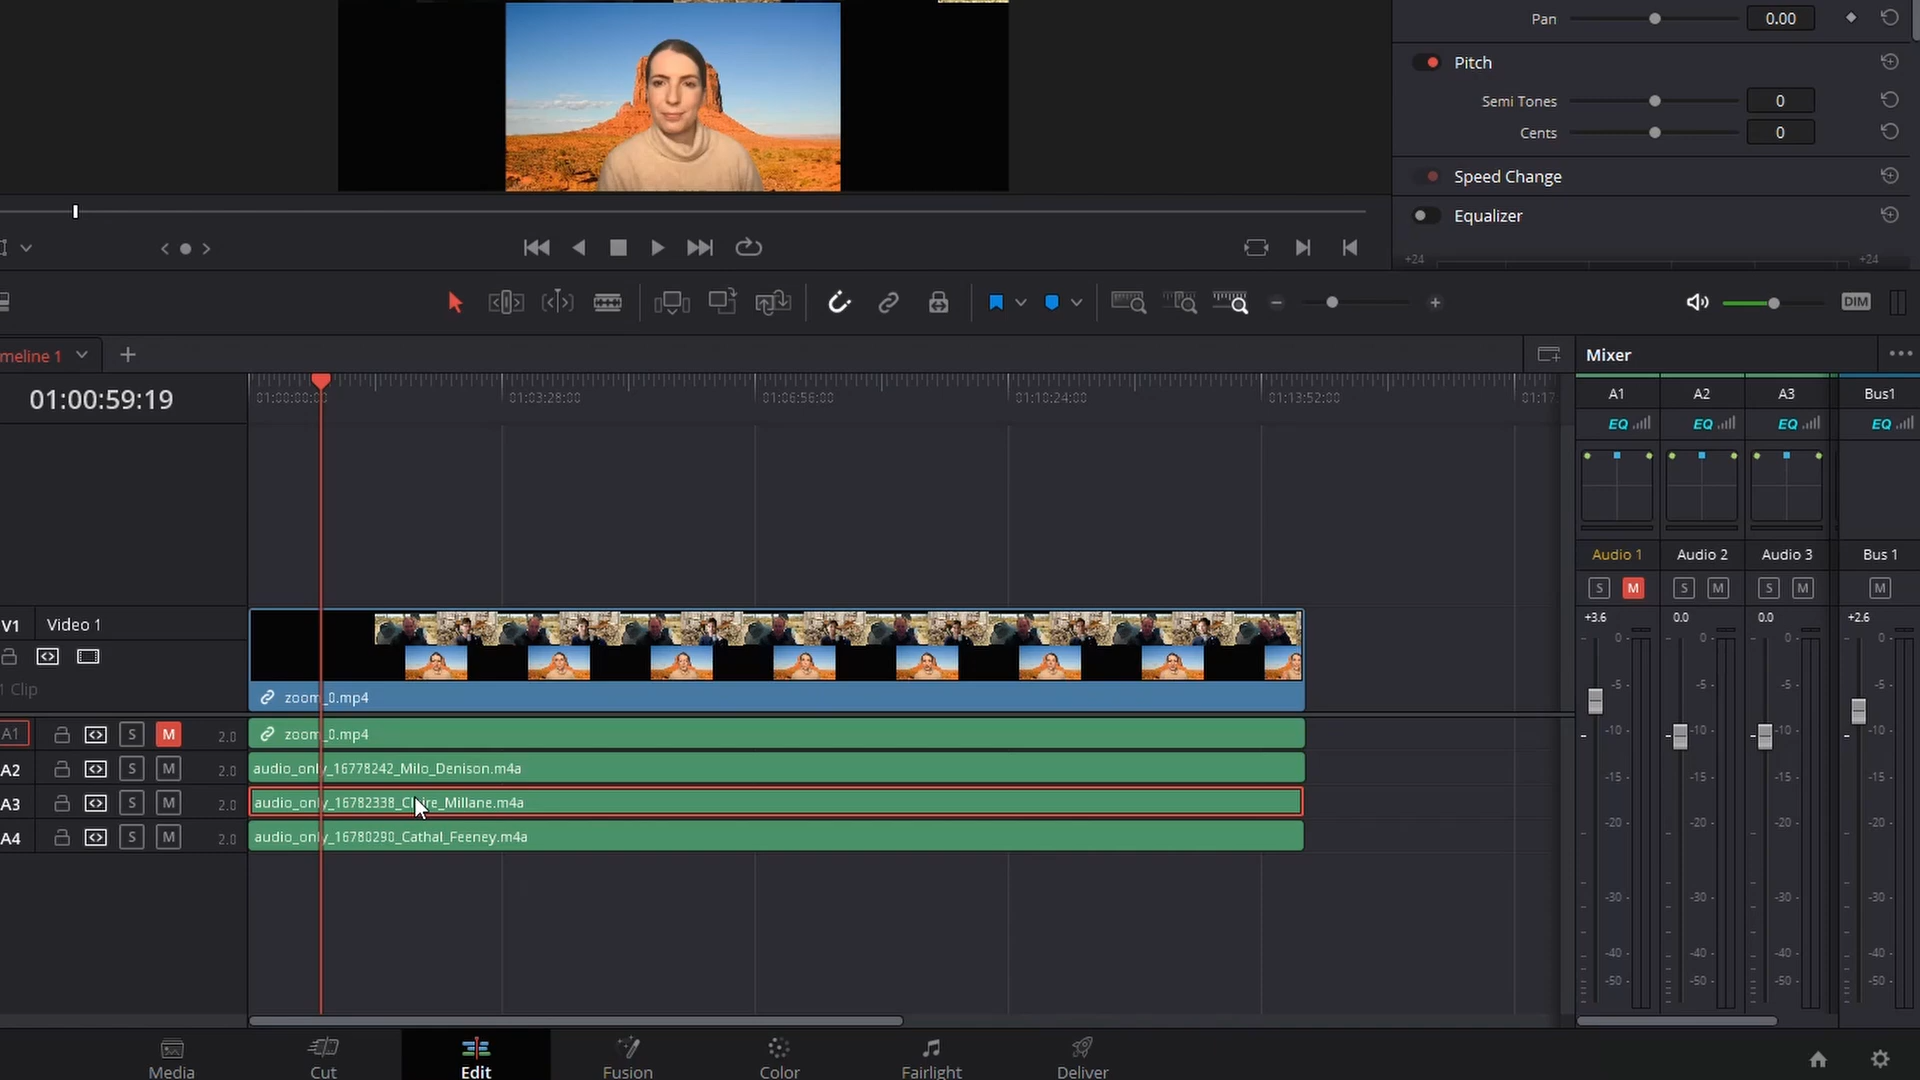 Pan 0.00
Pitch
Semi Tones 0
Cents 0
Speed Change
Equalizer
+24 +24
DIM
meline 1
Mixer
01:00:59:19
01:00:00:00 01:03:28:00 01:06:56:00 01:10:24:00 01:13:52:00 01:17
A1 A2 A3 Bus1
EQ EQ EQ EQ
Audio 1 Audio 2 Audio 3 Bus 1
S M S M S M M
+3.6 0.0 0.0 +2.6
0 0 0 0
-5 -5 -5 -5
-10 -10 -10 -10
-15 -15 -15 -15
-20 -20 -20 -20
-30 -30 -30 -30
-40 -40 -40 -40
-50 -50 -50 -50
V1 Video 1
1 Clip
zoom_0.mp4
A1 S M 2.0 zoom_0.mp4
A2 S M 2.0 audio_only_16778242_Milo_Denison.m4a
A3 S M 2.0 audio_only_16782338_Claire_Millane.m4a
A4 S M 2.0 audio_only_16780290_Cathal_Feeney.m4a
Media Cut Edit Fusion Color Fairlight Deliver